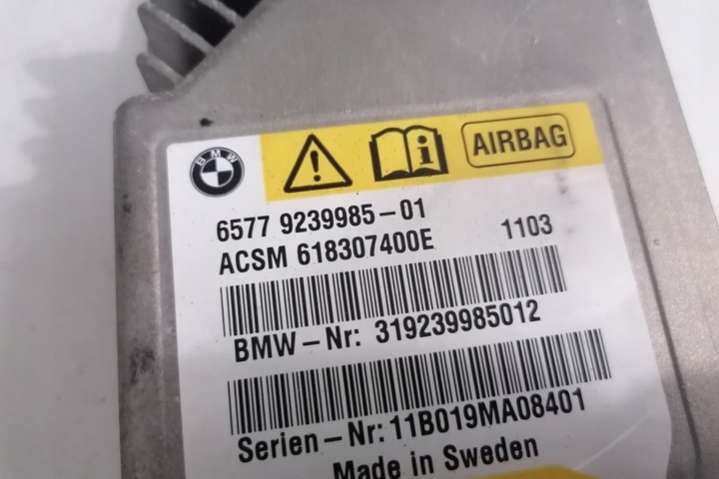 BMW
AIRBAG
6577 9239985-01
ACSM 618307400E 1103
BMW-Nr: 319239985012
Serien-Nr: 11B019MA08401
Made in Sweden